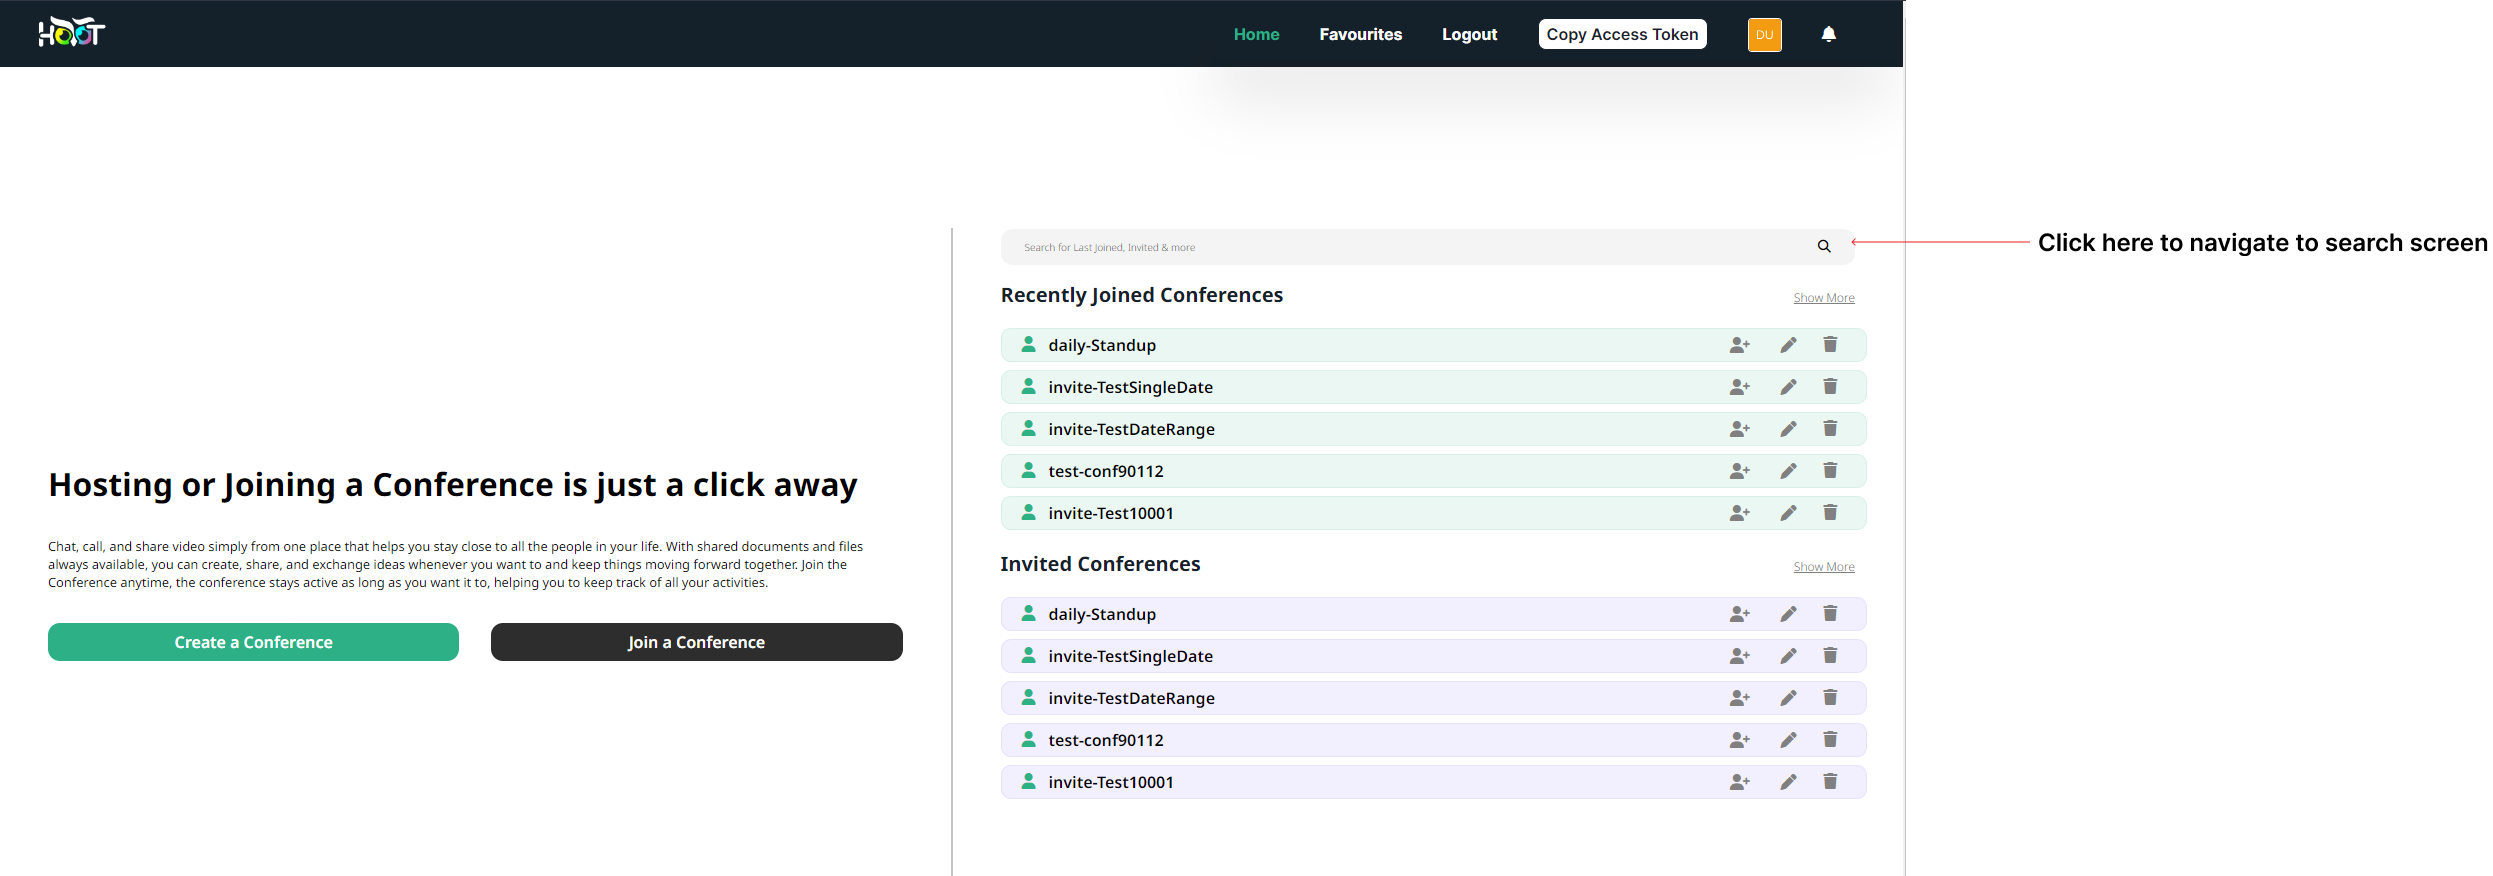 HOOT
Home Favourites Logout Copy Access Token DU
Search for Last Joined, Invited & more
Click here to navigate to search screen
Recently Joined Conferences
Show More
daily-Standup
invite-TestSingleDate
invite-TestDateRange
test-conf90112
invite-Test10001
Hosting or Joining a Conference is just a click away
Chat, call, and share video simply from one place that helps you stay close to all the people in your life. With shared documents and files
always available, you can create, share, and exchange ideas whenever you want to and keep things moving forward together. Join the
Conference anytime, the conference stays active as long as you want it to, helping you to keep track of all your activities.
Create a Conference
Join a Conference
Invited Conferences
Show More
daily-Standup
invite-TestSingleDate
invite-TestDateRange
test-conf90112
invite-Test10001